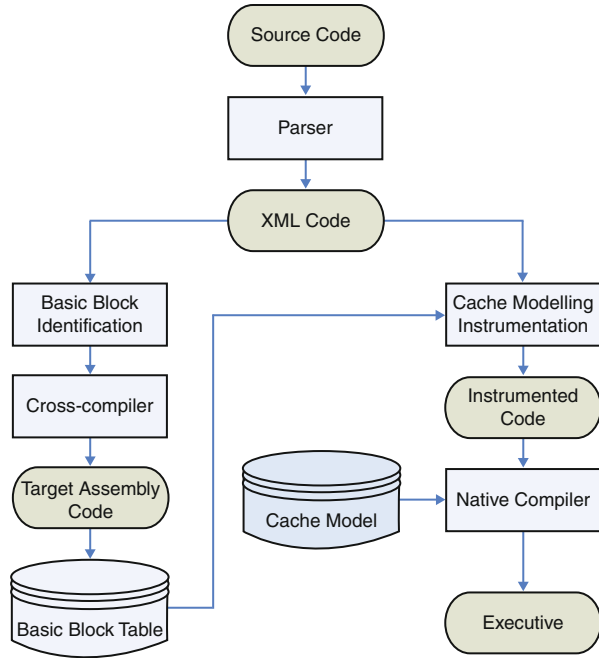 Source Code
Parser
XML Code
Basic Block
Identification
Cache Modelling
Instrumentation
Cross-compiler
Instrumented
Code
Target Assembly
Code
Cache Model
Native Compiler
Basic Block Table
Executive